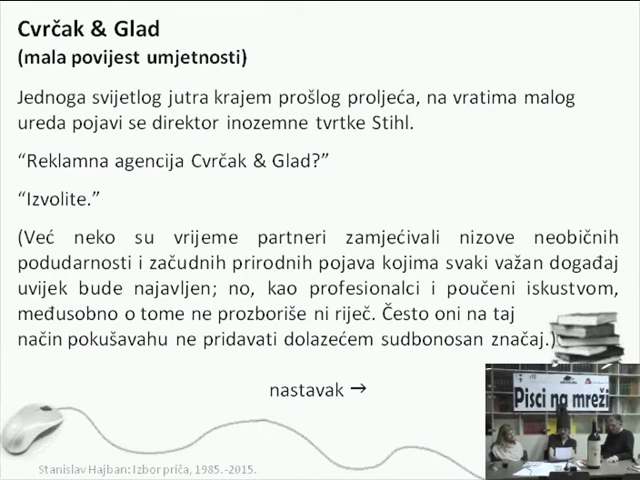 Cvrčak & Glad
(mala povijest umjetnosti)
Jednoga svijetlog jutra krajem prošlog proljeća, na vratima malog
ureda pojavi se direktor inozemne tvrtke Stihl.
“Reklamna agencija Cvrčak & Glad?”
“Izvolite.”
(Već neko su vrijeme partneri zamjećivali nizove neobičnih
podudarnosti i začudnih prirodnih pojava kojima svaki važan događaj
uvijek bude najavljen; no, kao profesionalci i poučeni iskustvom,
međusobno o tome ne prozboriše ni riječ. Često oni na taj
način pokušavahu ne pridavati dolazećem sudbonosan značaj.)
nastavak →
Pisci na mreži
Stanislav Hajban: Izbor priča, 1985.-2015.